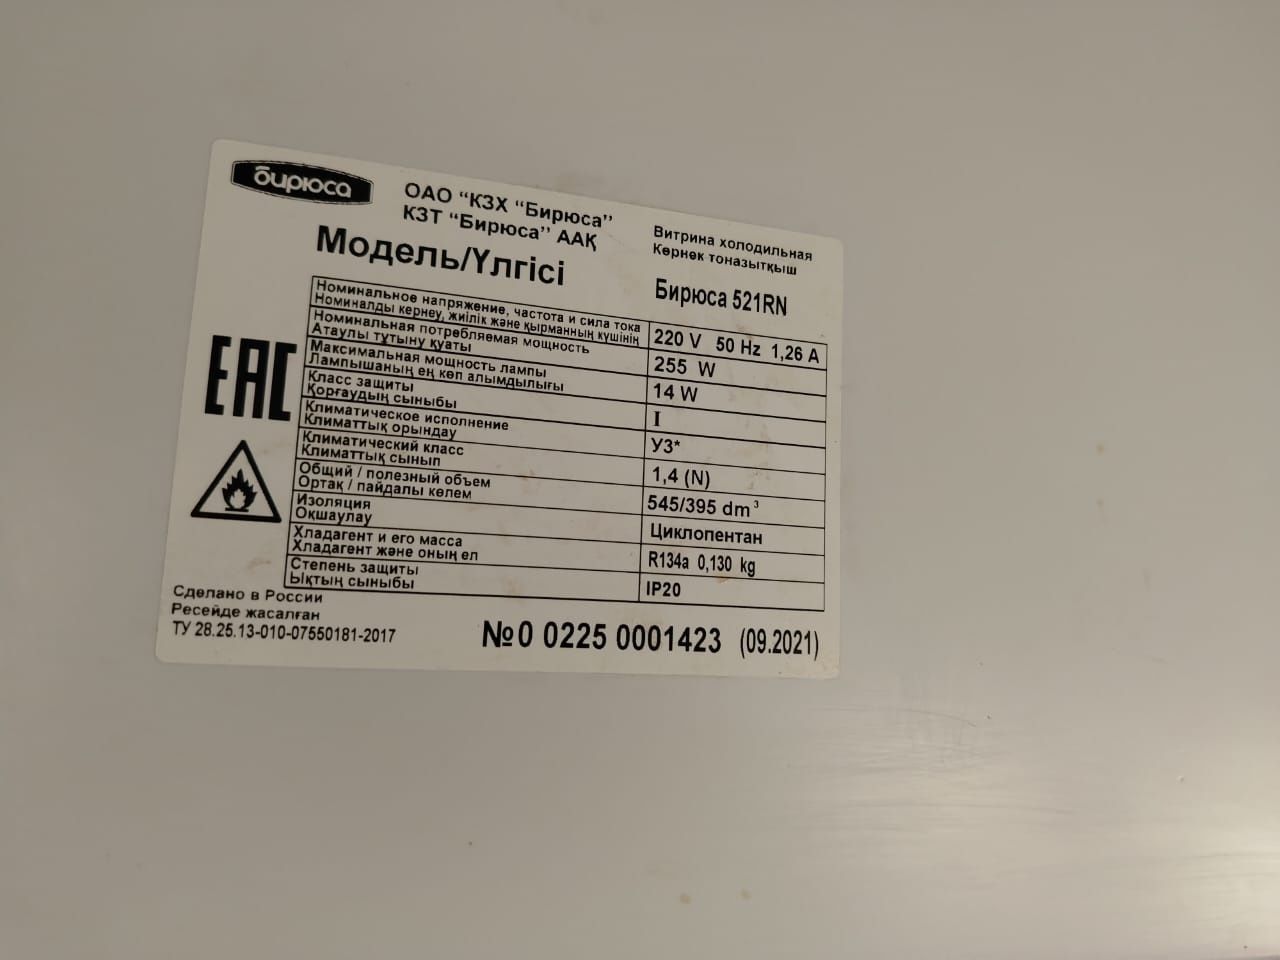 бирюса
ОАО “КЗХ “Бирюса”
КЗТ “Бирюса” ААҚ
Витрина холодильная
Көрнек тоназытқыш
Модель/Үлгісі
Бирюса 521RN
Номинальное напряжение, частота и сила тока
Номиналды кернеу, жиілік және қырманның күшінің
220 V 50 Hz 1,26 A
Номинальная потребляемая мощность
Атаулы тұтыну қуаты
255 W
Максимальная мощность лампы
Лампышаның ең көп алымдылығы
14 W
Класс защиты
Қорғаудың сыныбы
I
Климатическое исполнение
Климаттық орындау
У3*
Климатический класс
Климаттық сынып
1,4 (N)
Общий / полезный объем
Ортақ / пайдалы көлем
545/395 dm³
Изоляция
Оқшаулау
Циклопентан
Хладагент и его масса
Хладагент және оның ел
R134a 0,130 kg
Степень защиты
Ықтың сыныбы
IP20
EAC
Сделано в России
Ресейде жасалған
ТУ 28.25.13-010-07550181-2017
№0 0225 0001423 (09.2021)